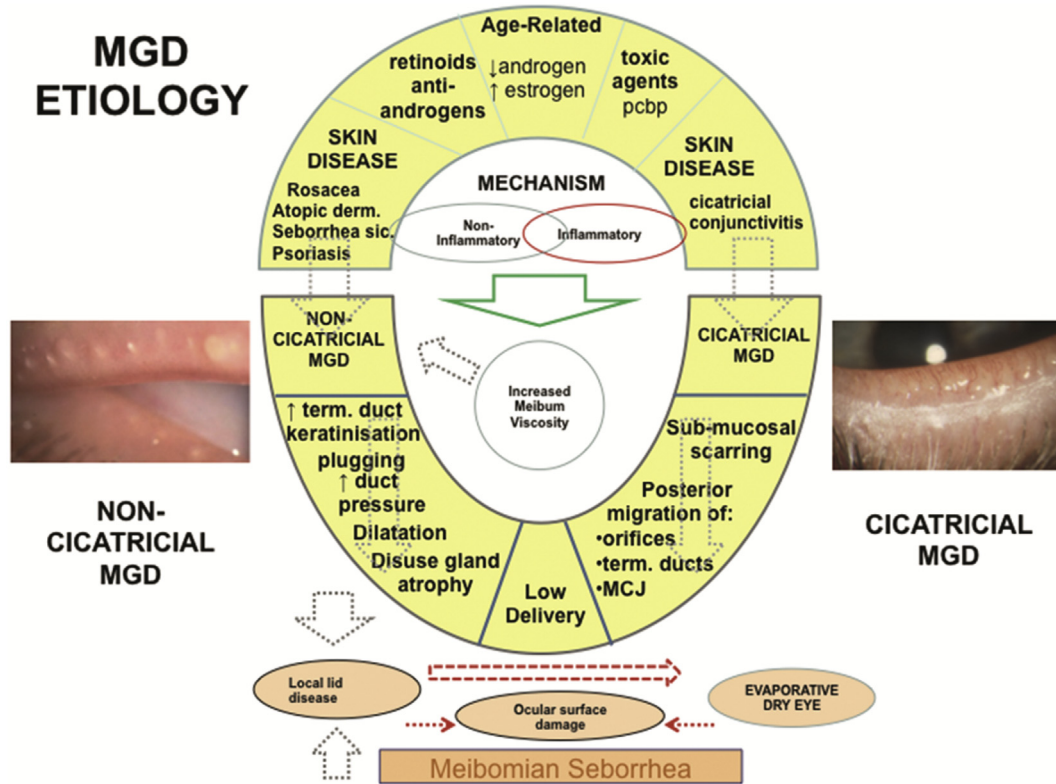 MGD
ETIOLOGY
Age-Related
↓androgen
↑ estrogen
retinoids
anti-
androgens
toxic
agents
pcbp
SKIN
DISEASE
Rosacea
Atopic derm.
Seborrhea sic.
Psoriasis
SKIN
DISEASE
cicatricial
conjunctivitis
MECHANISM
Non-
Inflammatory
Inflammatory
NON-
CICATRICIAL
MGD
CICATRICIAL
MGD
Increased
Meibum
Viscosity
↑ term. duct
keratinisation
plugging
↑ duct
pressure
Dilatation
Disuse gland
atrophy
Sub-mucosal
scarring
Posterior
migration of:
•orifices
•term. ducts
•MCJ
Low
Delivery
NON-
CICATRICIAL
MGD
CICATRICIAL
MGD
Local lid
disease
Ocular surface
damage
EVAPORATIVE
DRY EYE
Meibomian Seborrhea